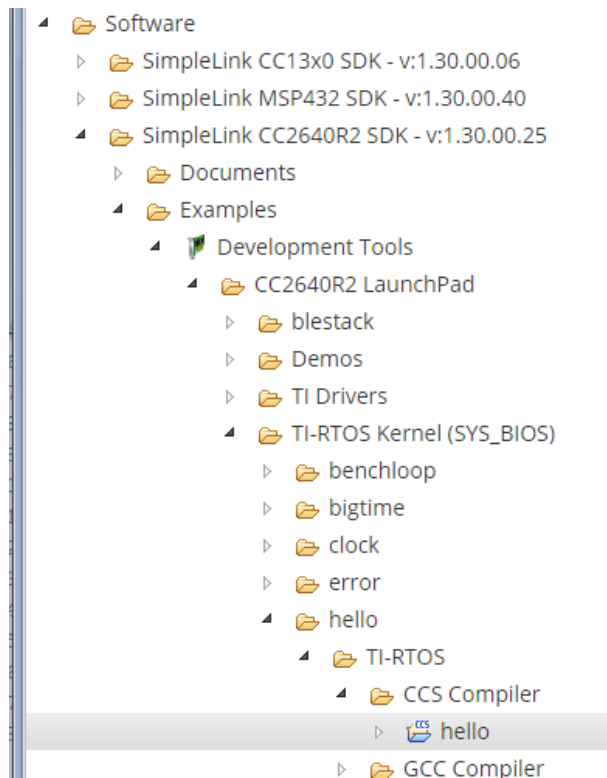 Software
SimpleLink CC13x0 SDK - v:1.30.00.06
SimpleLink MSP432 SDK - v:1.30.00.40
SimpleLink CC2640R2 SDK - v:1.30.00.25
Documents
Examples
Development Tools
CC2640R2 LaunchPad
blestack
Demos
TI Drivers
TI-RTOS Kernel (SYS_BIOS)
benchloop
bigtime
clock
error
hello
TI-RTOS
CCS Compiler
CCS hello
GCC Compiler